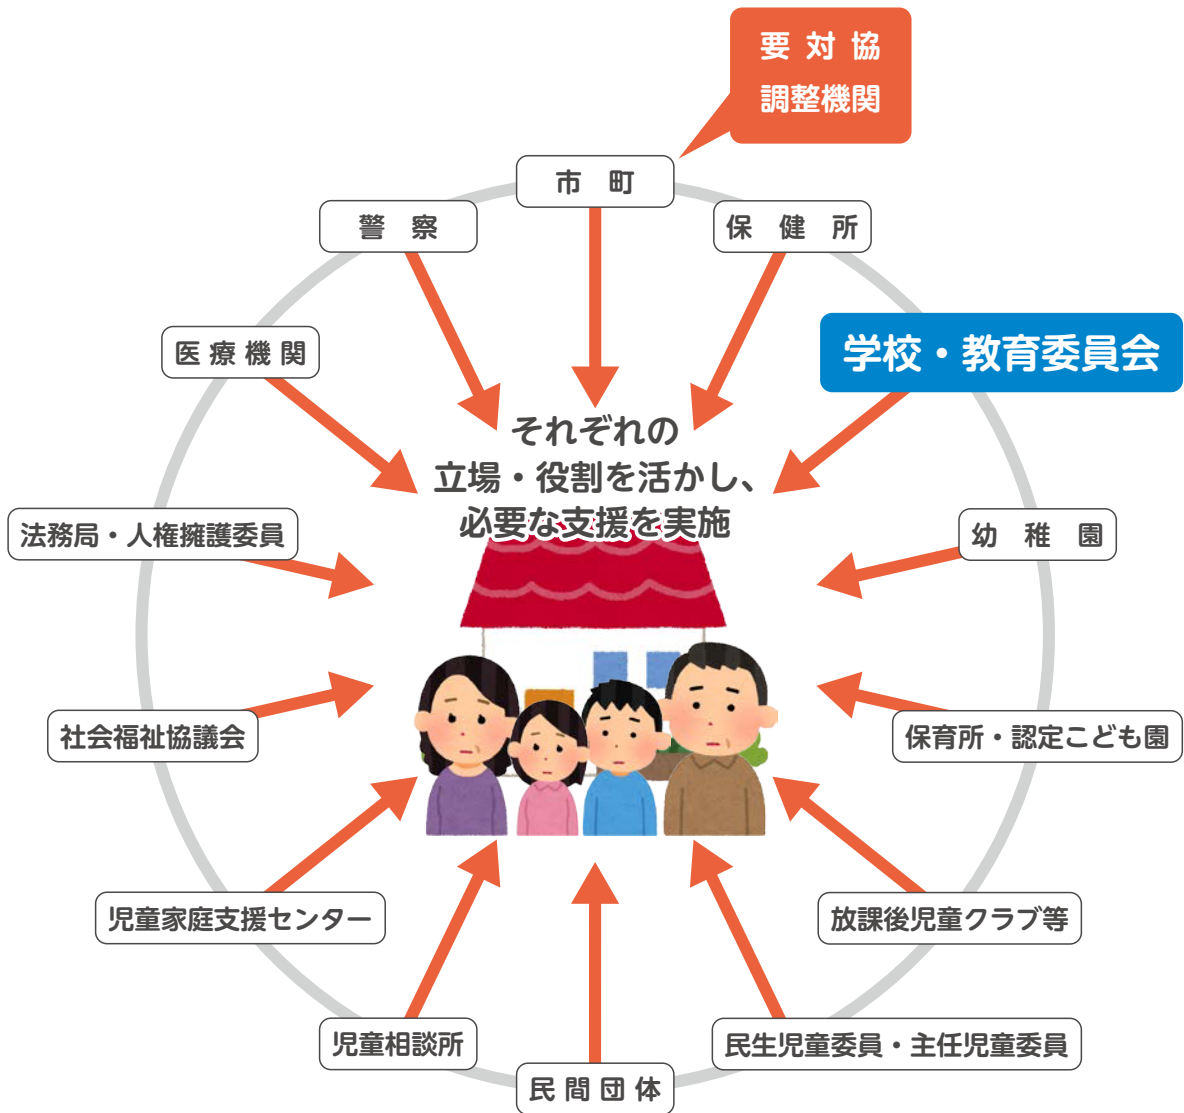 要対協
調整機関
市町
警察
保健所
医療機関
学校・教育委員会
それぞれの
立場・役割を活かし、
必要な支援を実施
法務局・人権擁護委員
幼稚園
社会福祉協議会
保育所・認定こども園
児童家庭支援センター
放課後児童クラブ等
児童相談所
民生児童委員・主任児童委員
民間団体